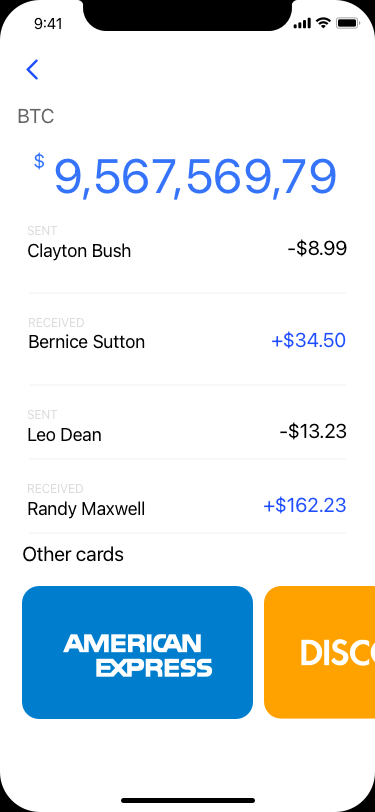 9:41
BTC
$ 9,567,569,79
SENT
Clayton Bush -$8.99
RECEIVED
Bernice Sutton +$34.50
SENT
Leo Dean -$13.23
RECEIVED
Randy Maxwell +$162.23
Other cards
AMERICAN
EXPRESS
DISCO